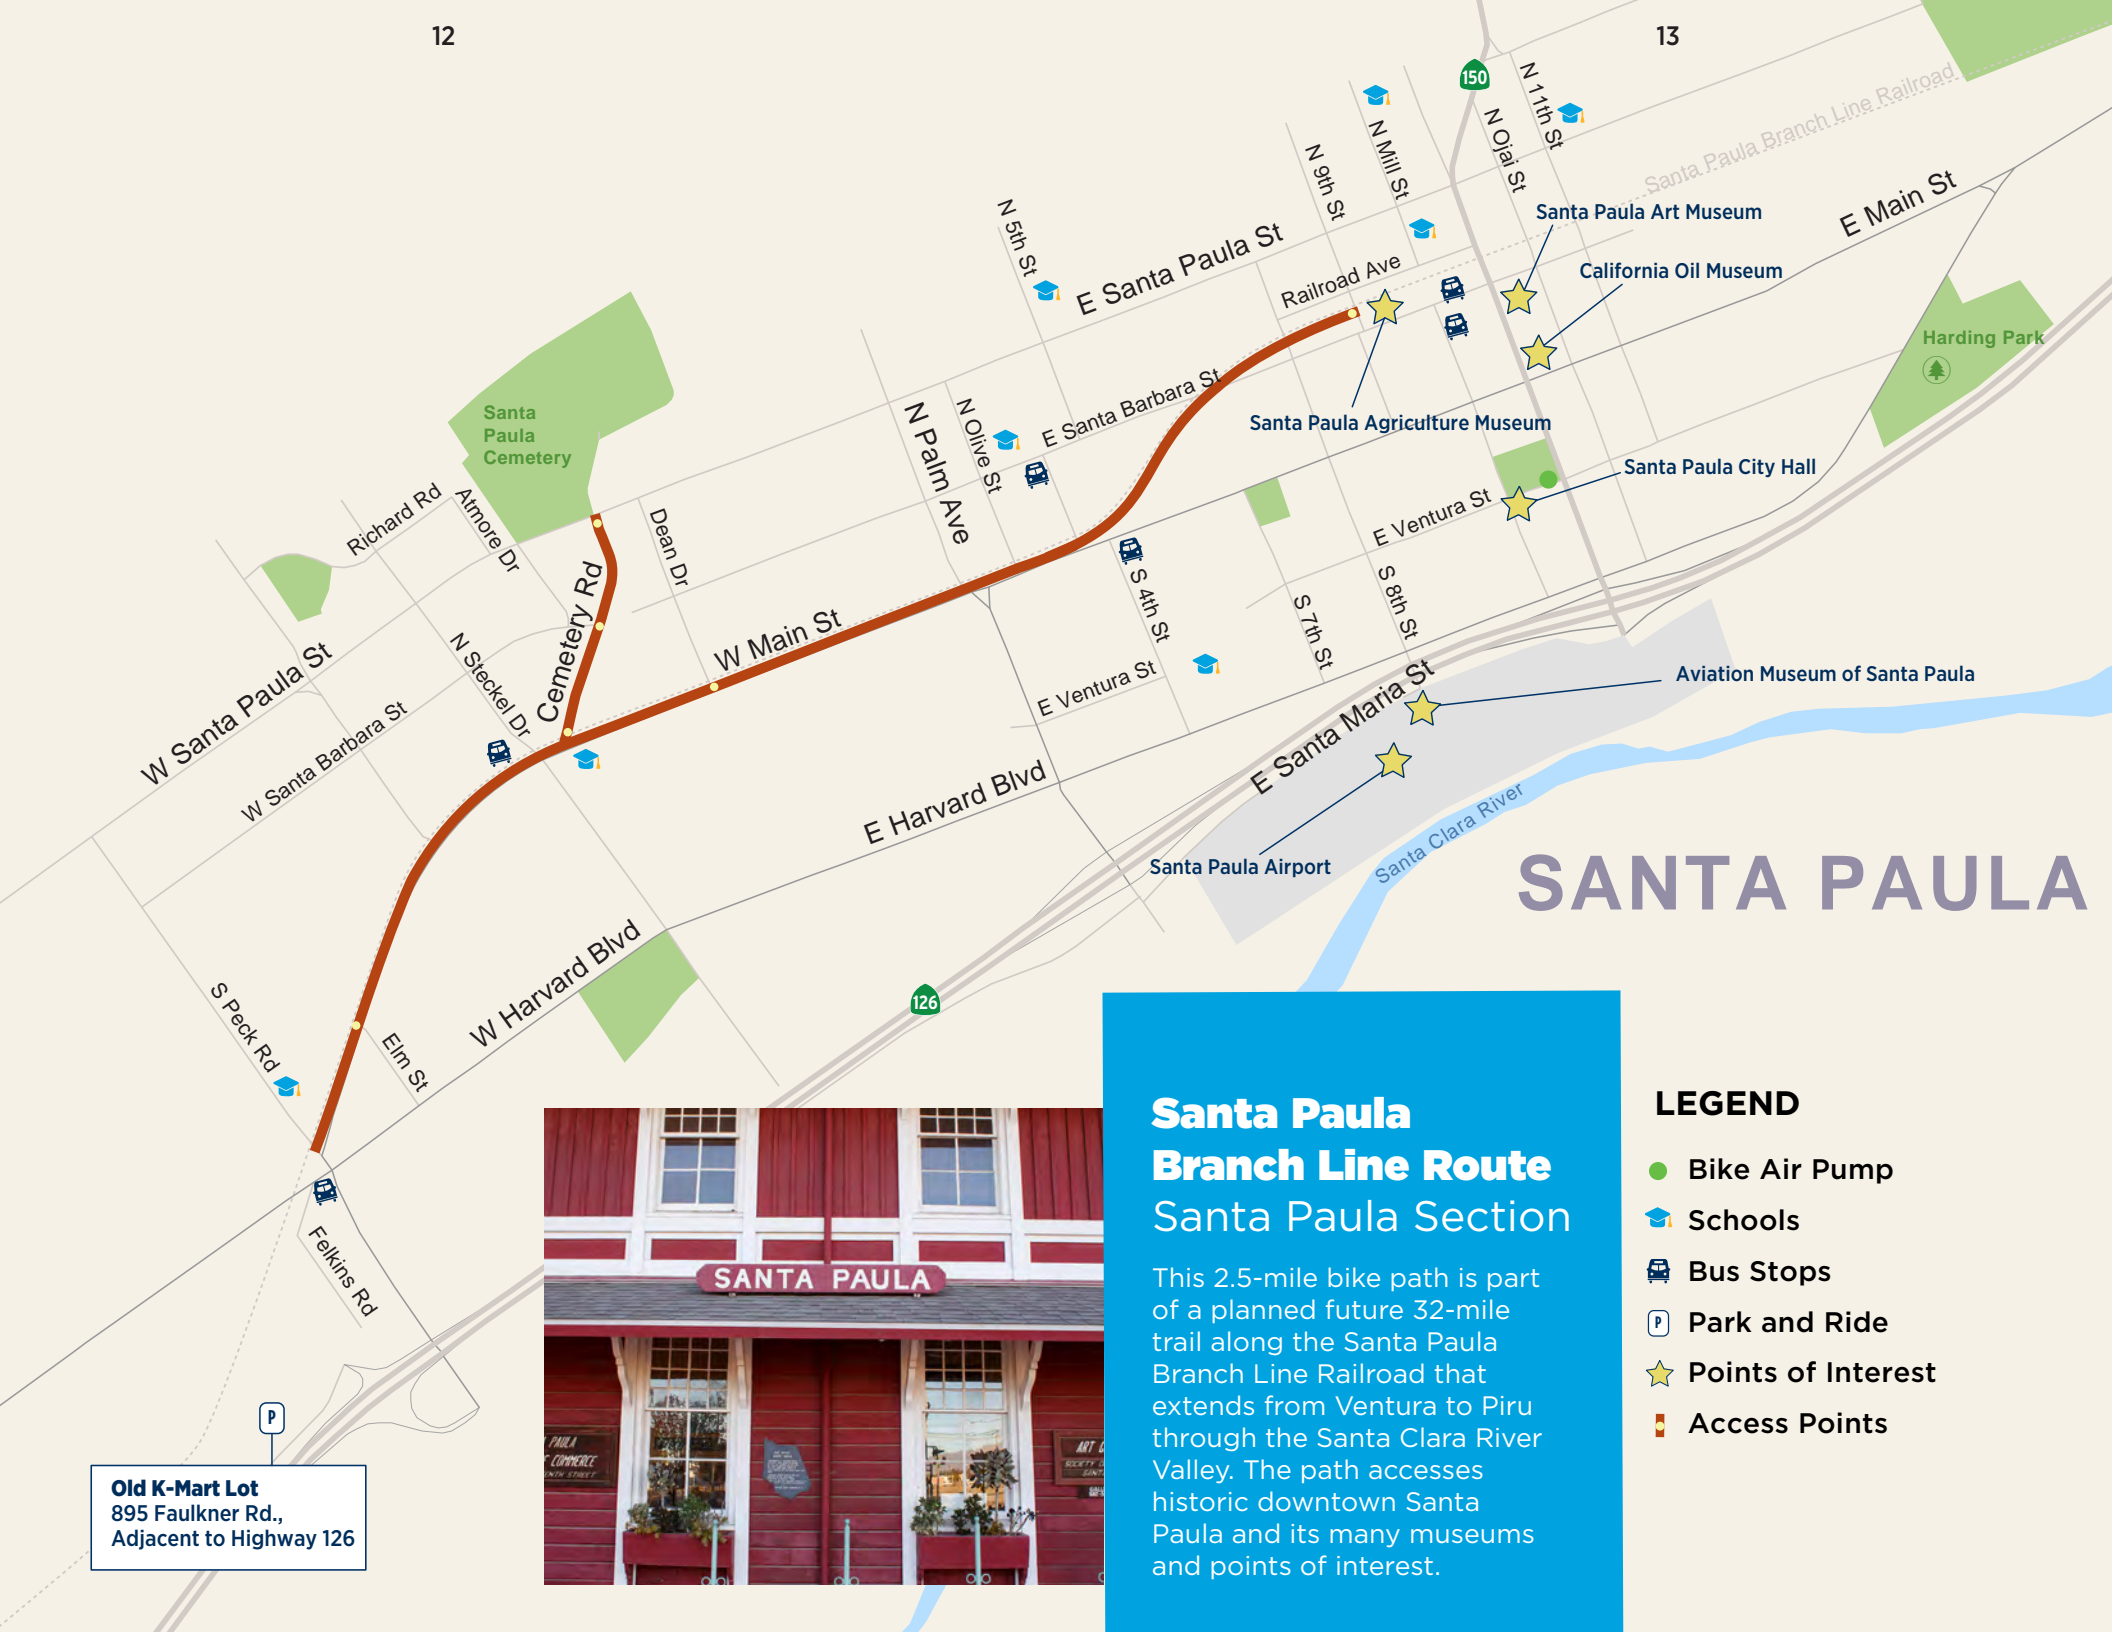 12
13
150
N 11th St
N Ojai St
N Mill St
N 9th St
Santa Paula Branch Line Railroad
E Main St
N 5th St
E Santa Paula St
Railroad Ave
Santa Paula Art Museum
California Oil Museum
Harding Park
Santa
Paula
Cemetery
N Palm Ave
N Olive St
E Santa Barbara St
Santa Paula Agriculture Museum
Santa Paula City Hall
Richard Rd
Atmore Dr
Dean Dr
E Ventura St
Cemetery Rd
W Main St
S 4th St
S 7th St
S 8th St
W Santa Paula St
N Steckel Dr
W Santa Barbara St
E Ventura St
E Santa Maria St
Aviation Museum of Santa Paula
E Harvard Blvd
Santa Paula Airport
Santa Clara River
SANTA PAULA
W Harvard Blvd
S Peck Rd
Elm St
126
Felkins Rd
P
Old K-Mart Lot
895 Faulkner Rd.,
Adjacent to Highway 126
SANTA PAULA
PAULA
COMMERCE
ART
SOCIETY
Santa Paula
Branch Line Route
Santa Paula Section
This 2.5-mile bike path is part
of a planned future 32-mile
trail along the Santa Paula
Branch Line Railroad that
extends from Ventura to Piru
through the Santa Clara River
Valley. The path accesses
historic downtown Santa
Paula and its many museums
and points of interest.
LEGEND
Bike Air Pump
Schools
Bus Stops
P Park and Ride
Points of Interest
Access Points